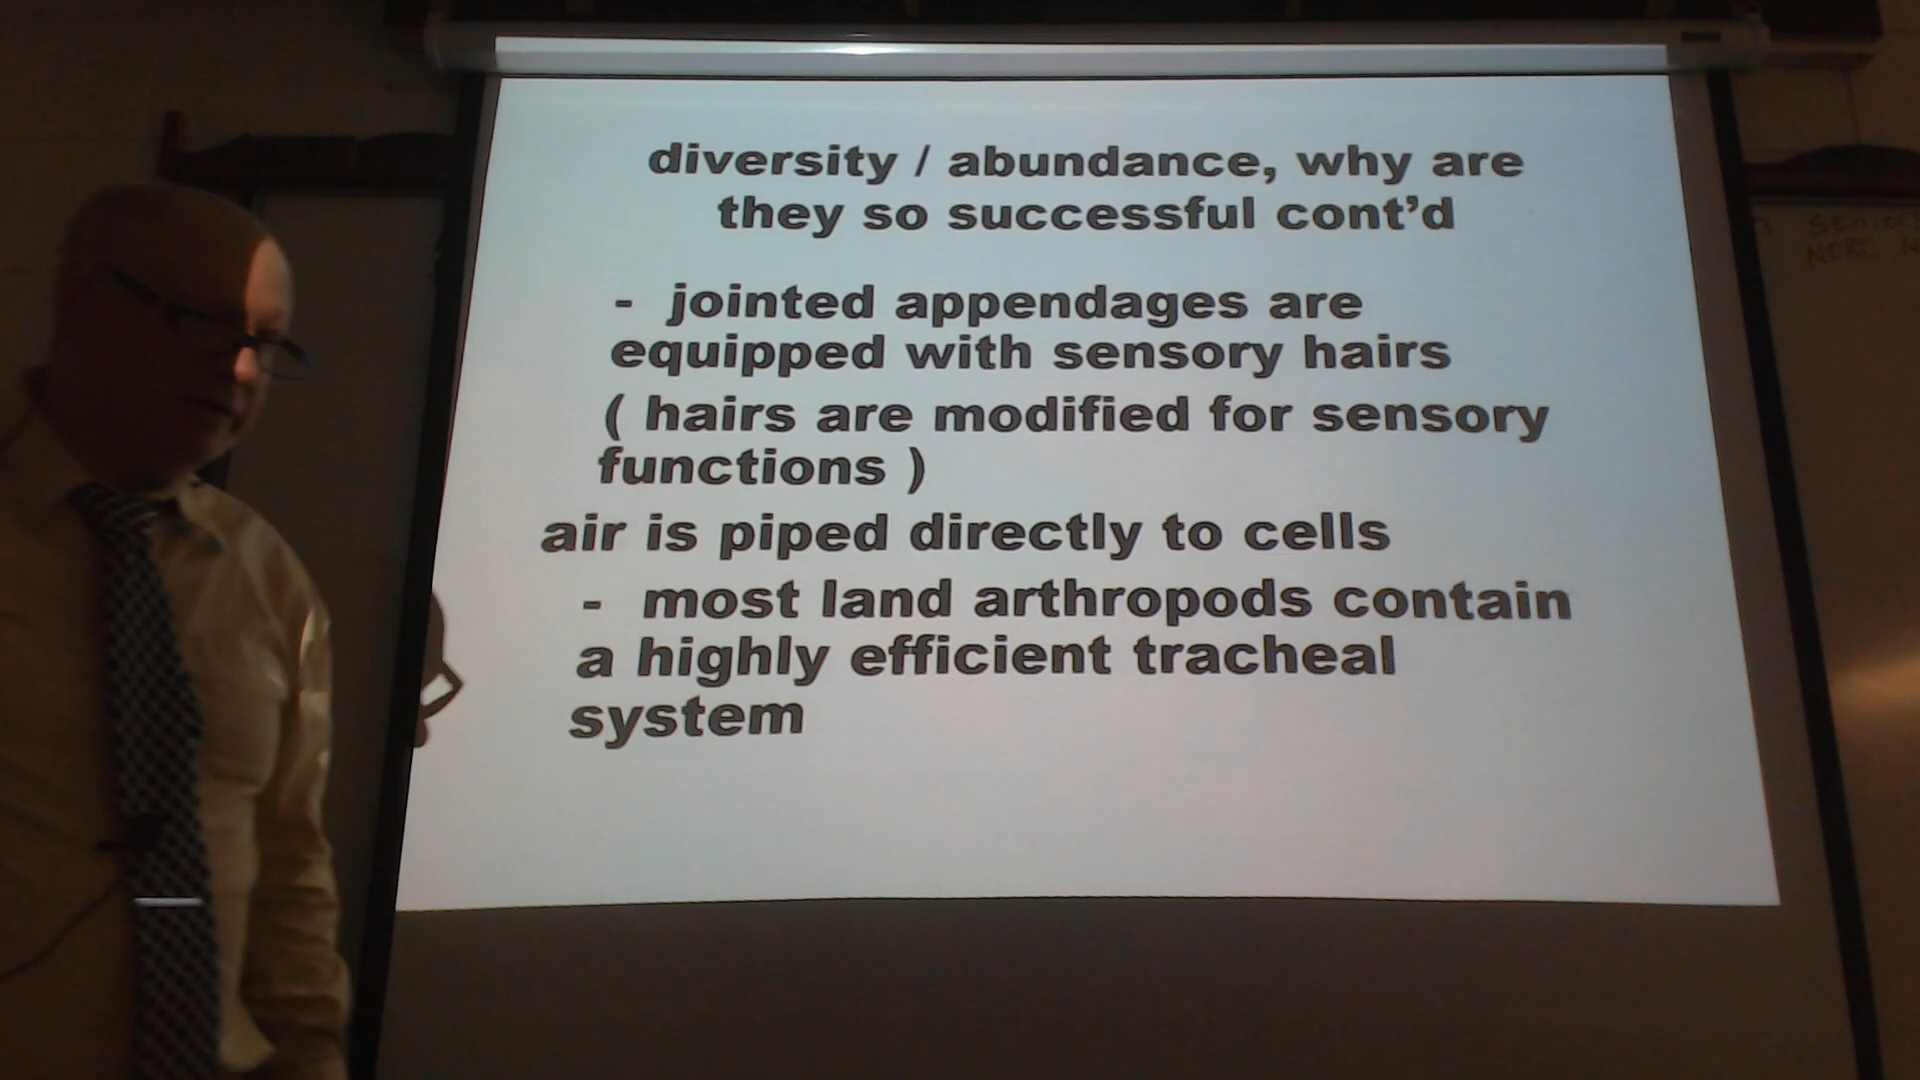 diversity / abundance, why are
they so successful cont'd
- jointed appendages are
equipped with sensory hairs
( hairs are modified for sensory
functions )
air is piped directly to cells
- most land arthropods contain
a highly efficient tracheal
system
NCRC